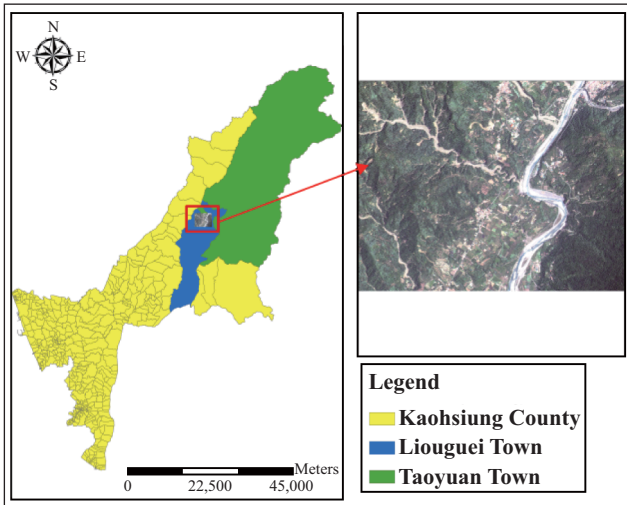 N
W E
S
Meters
0 22,500 45,000
Legend
Kaohsiung County
Liouguei Town
Taoyuan Town